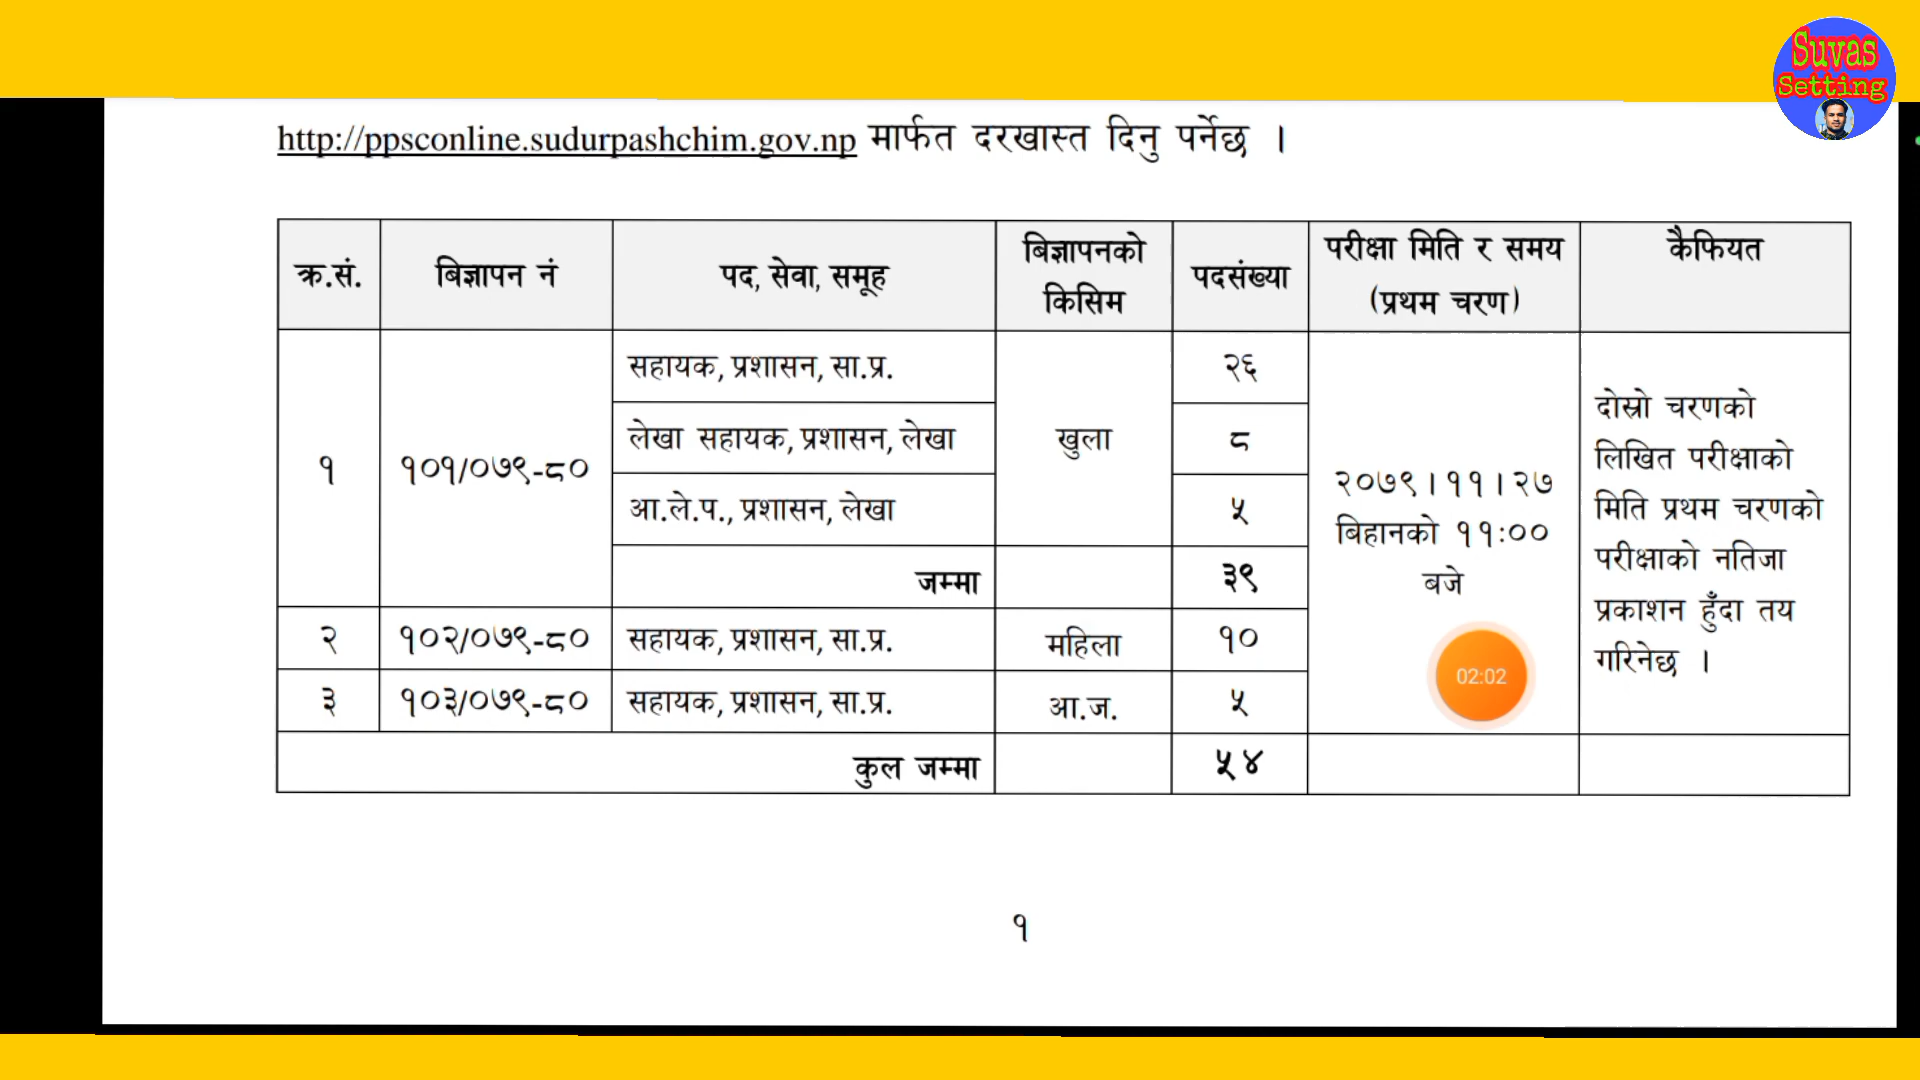 Suvas
Setting
http://ppsconline.sudurpashchim.gov.np मार्फत दरखास्त दिनु पर्नेछ ।
क्र.सं.
बिज्ञापन नं
पद, सेवा, समूह
बिज्ञापनको
किसिम
पदसंख्या
परीक्षा मिति र समय
(प्रथम चरण)
कैफियत
१
१०१/०७९-८०
सहायक, प्रशासन, सा.प्र.
२६
लेखा सहायक, प्रशासन, लेखा
८
आ.ले.प., प्रशासन, लेखा
५
खुला
जम्मा
३९
२०७९।११।२७
बिहानको ११:००
बजे
02:02
दोस्रो चरणको
लिखित परीक्षाको
मिति प्रथम चरणको
परीक्षाको नतिजा
प्रकाशन हुँदा तय
गरिनेछ ।
२
१०२/०७९-८०
सहायक, प्रशासन, सा.प्र.
महिला
१०
३
१०३/०७९-८०
सहायक, प्रशासन, सा.प्र.
आ.ज.
५
कुल जम्मा
५४
१